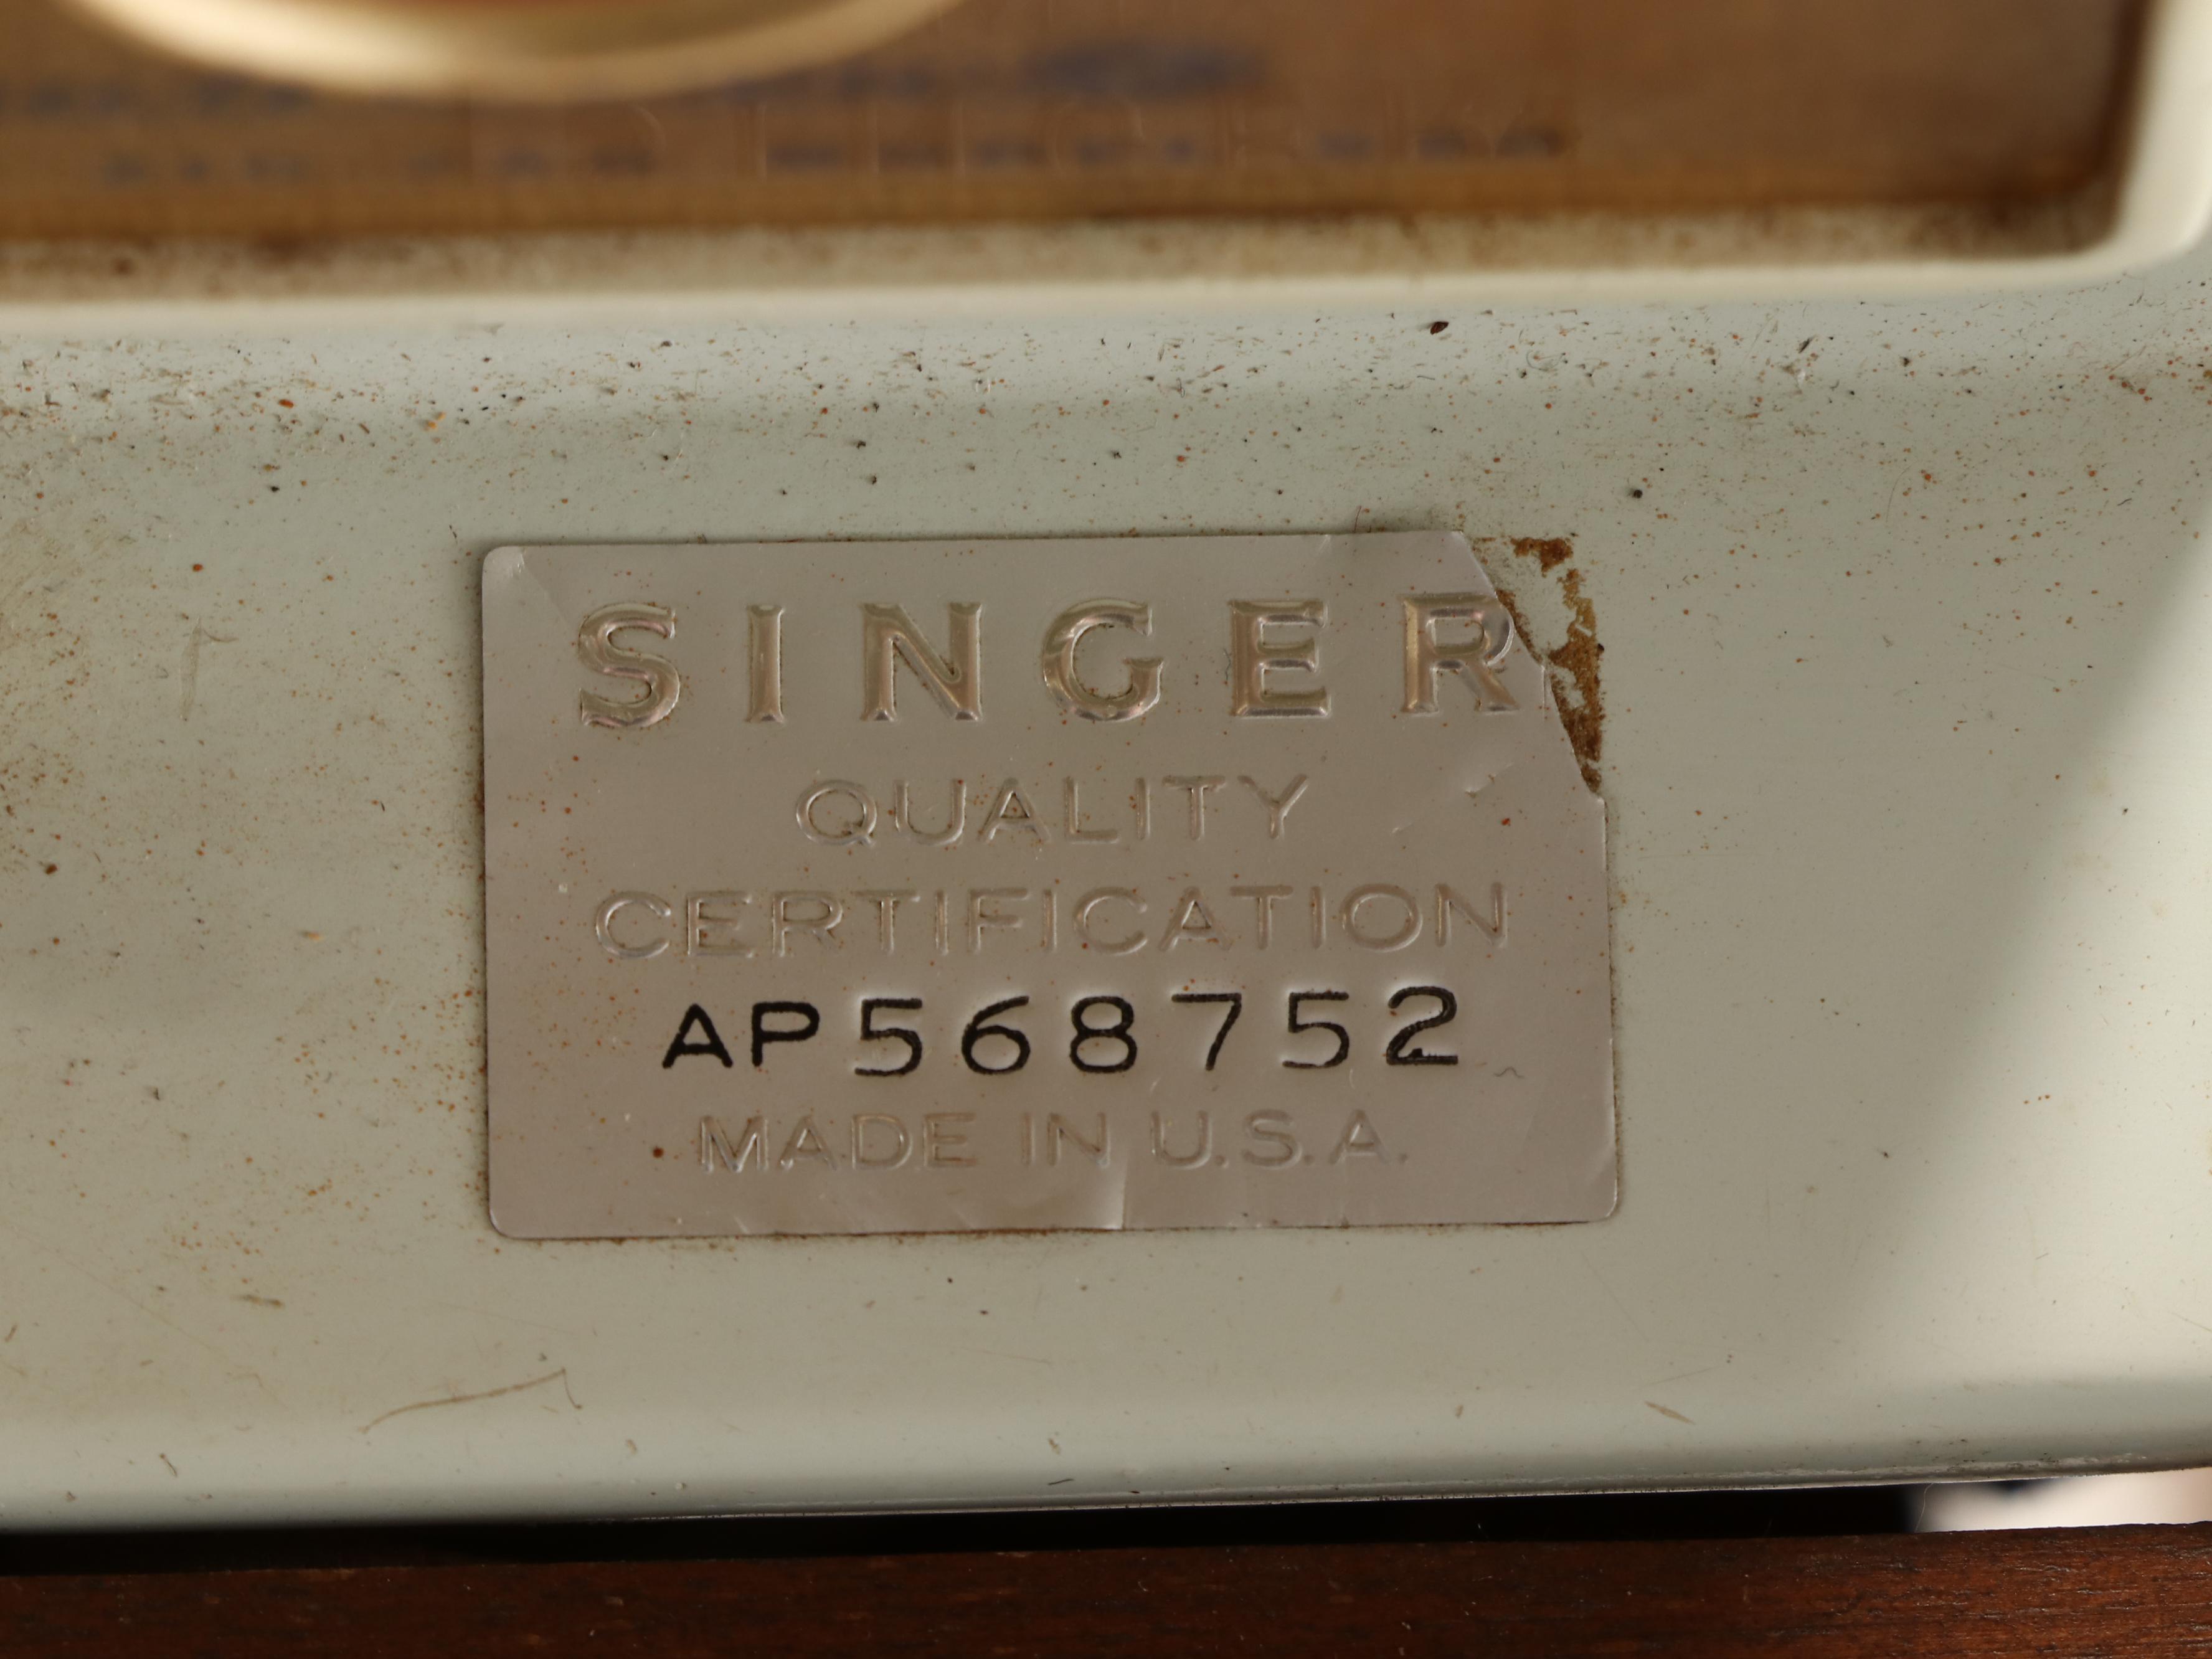 SINGER
QUALITY
CERTIFICATION
AP568752
MADE IN U.S.A.